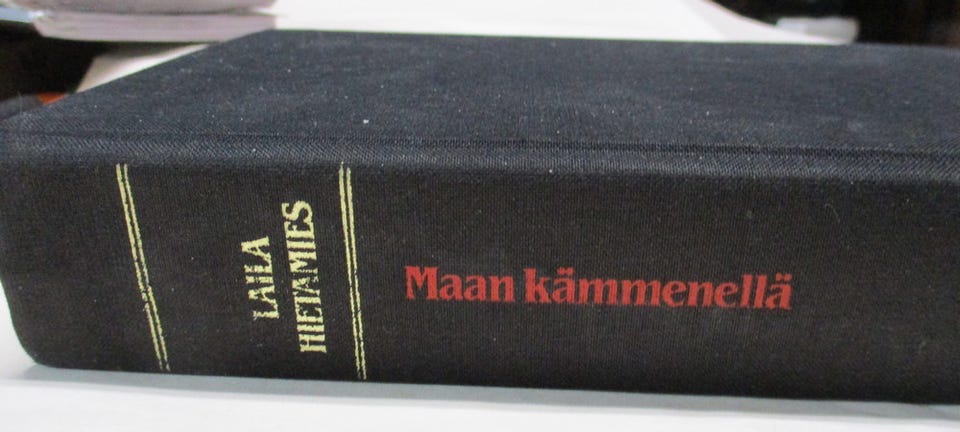 LAILA
HIETAMIES
Maan kämmenellä